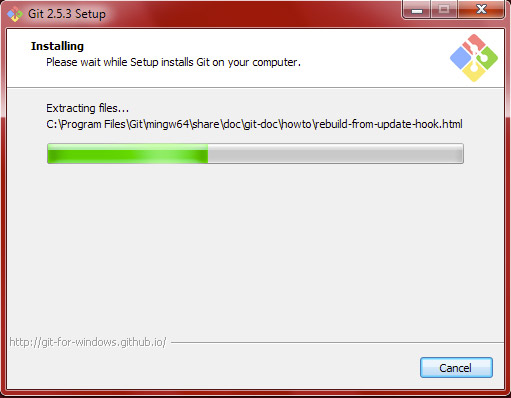 Git 2.5.3 Setup
Installing
Please wait while Setup installs Git on your computer.
Extracting files...
C:\Program Files\Git\mingw64\share\doc\git-doc\howto\rebuild-from-update-hook.html
http://git-for-windows.github.io/
Cancel